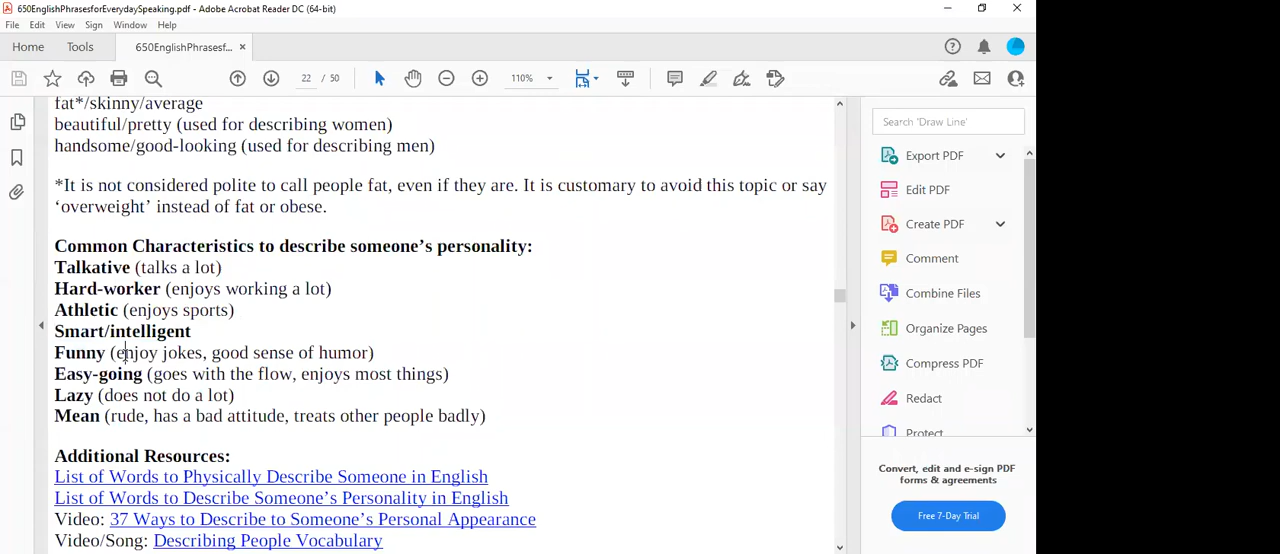 650EnglishPhrasesforEverydaySpeaking.pdf - Adobe Acrobat Reader DC (64-bit)
File Edit View Sign Window Help
Home Tools 650EnglishPhrasesf... ×
22 / 50 110%
fat*/skinny/average
beautiful/pretty (used for describing women)
handsome/good-looking (used for describing men)
*It is not considered polite to call people fat, even if they are. It is customary to avoid this topic or say
‘overweight’ instead of fat or obese.
Common Characteristics to describe someone’s personality:
Talkative (talks a lot)
Hard-worker (enjoys working a lot)
Athletic (enjoys sports)
Smart/intelligent
Funny (enjoy jokes, good sense of humor)
Easy-going (goes with the flow, enjoys most things)
Lazy (does not do a lot)
Mean (rude, has a bad attitude, treats other people badly)
Additional Resources:
List of Words to Physically Describe Someone in English
List of Words to Describe Someone’s Personality in English
Video: 37 Ways to Describe to Someone’s Personal Appearance
Video/Song: Describing People Vocabulary
Search 'Draw Line'
Export PDF
Edit PDF
Create PDF
Comment
Combine Files
Organize Pages
Compress PDF
Redact
Protect
Convert, edit and e-sign PDF
forms & agreements
Free 7-Day Trial